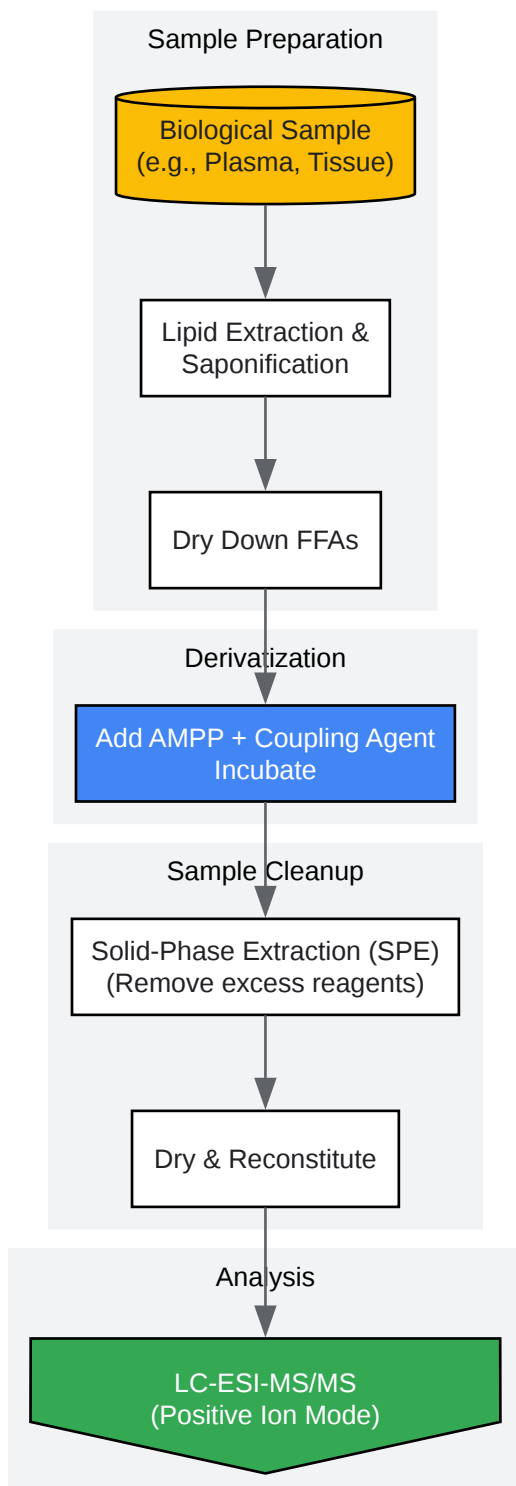 Sample Preparation
Biological Sample
(e.g., Plasma, Tissue)
Lipid Extraction &
Saponification
Dry Down FFAs
Derivatization
Add AMPP + Coupling Agent
Incubate
Sample Cleanup
Solid-Phase Extraction (SPE)
(Remove excess reagents)
Dry & Reconstitute
Analysis
LC-ESI-MS/MS
(Positive Ion Mode)